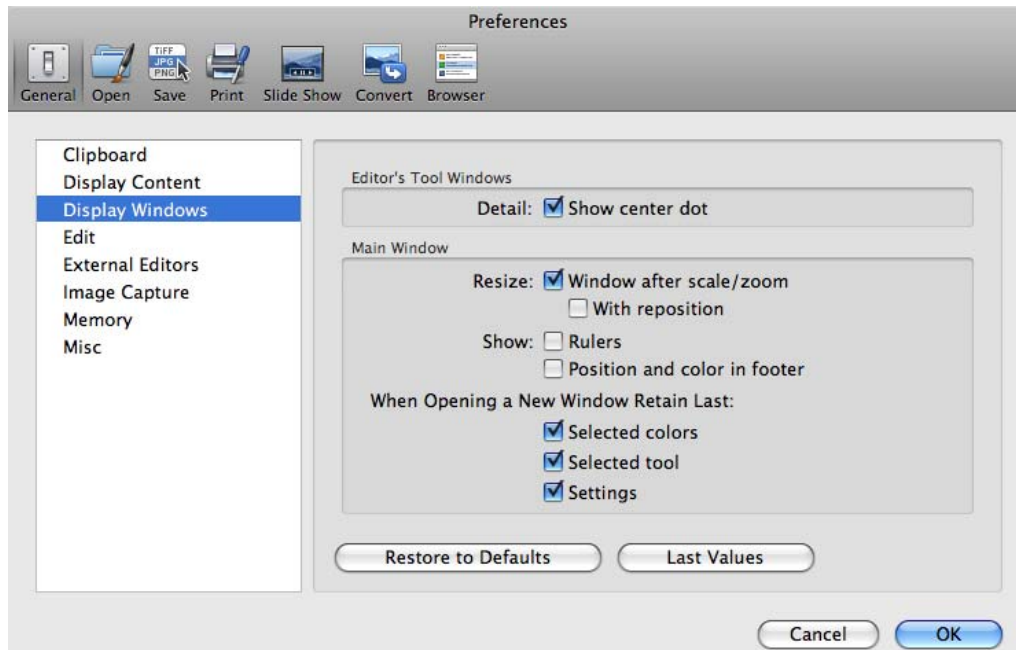 Preferences
TIFF
JPG
PNG
General Open Save Print Slide Show Convert Browser
Clipboard
Display Content
Display Windows
Edit
External Editors
Image Capture
Memory
Misc
Editor's Tool Windows
Detail: Show center dot
Main Window
Resize: Window after scale/zoom
With reposition
Show: Rulers
Position and color in footer
When Opening a New Window Retain Last:
Selected colors
Selected tool
Settings
Restore to Defaults Last Values
Cancel OK